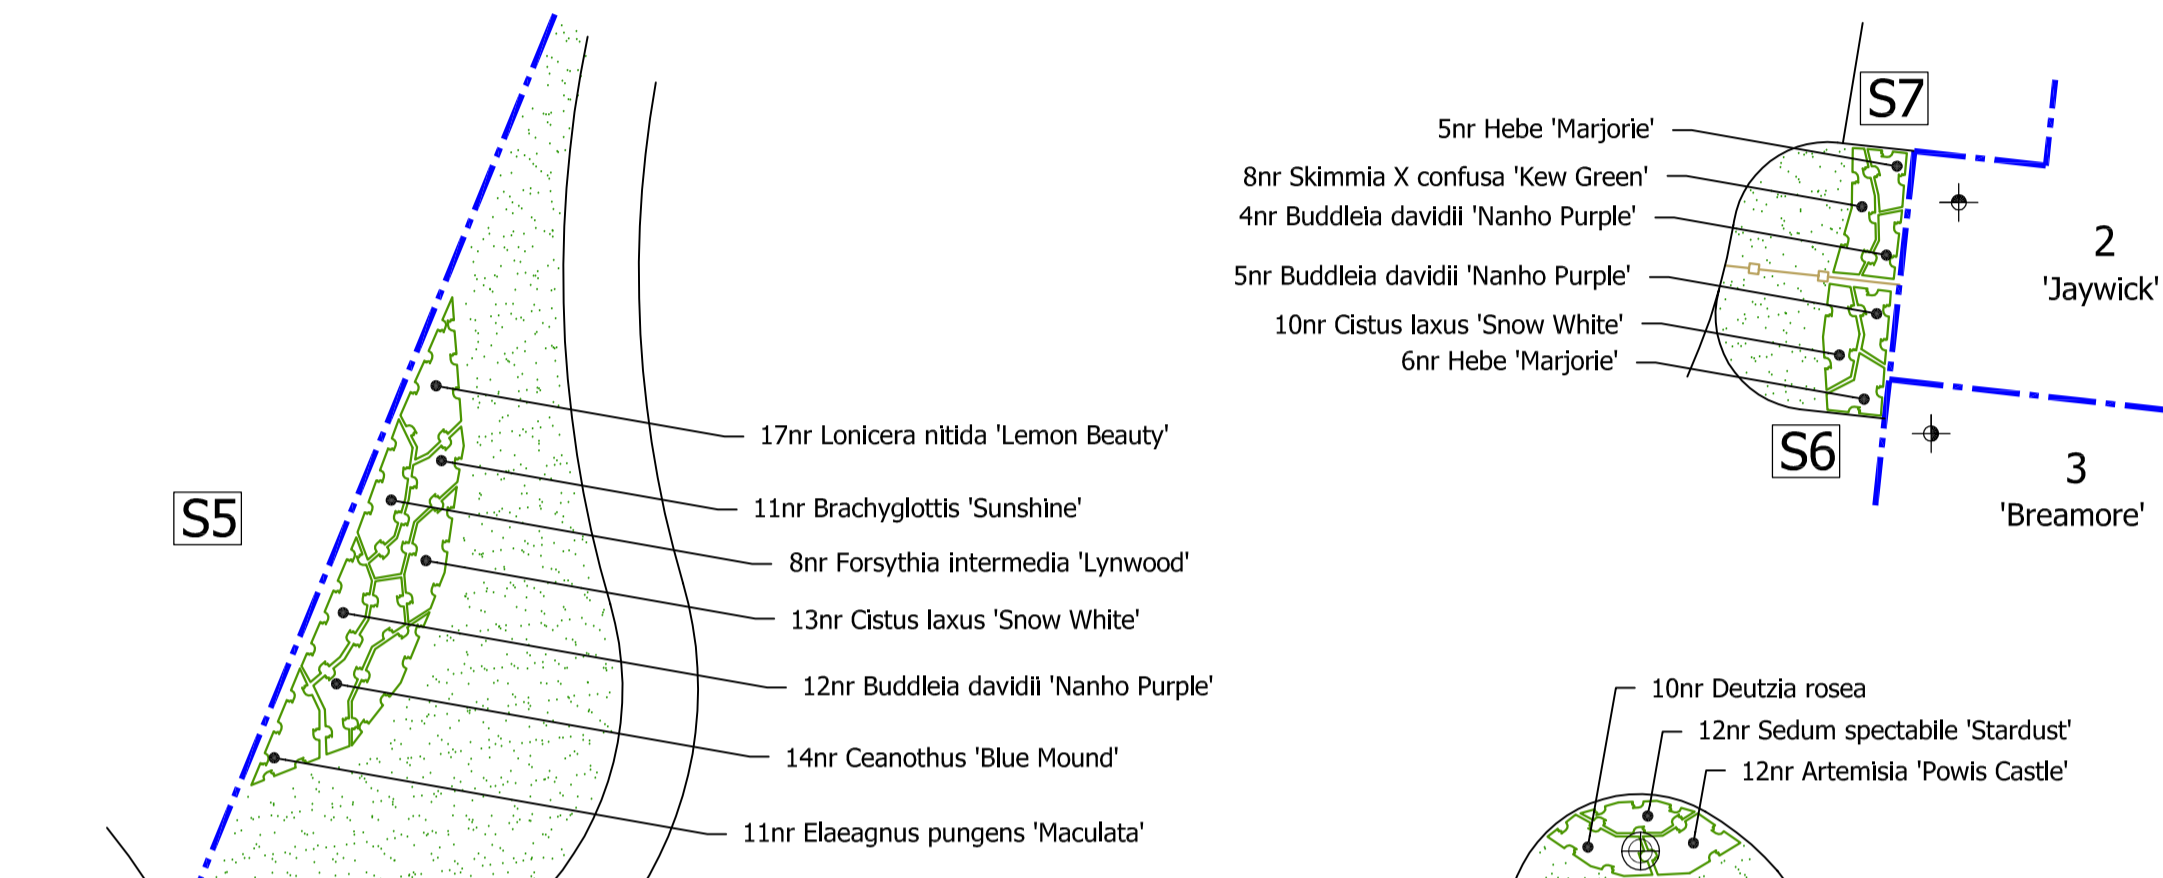 S7
5nr Hebe 'Marjorie'
8nr Skimmia X confusa 'Kew Green'
4nr Buddleia davidii 'Nanho Purple'
5nr Buddleia davidii 'Nanho Purple'
10nr Cistus laxus 'Snow White'
6nr Hebe 'Marjorie'
2
'Jaywick'
S6
3
'Breamore'
S5
17nr Lonicera nitida 'Lemon Beauty'
11nr Brachyglottis 'Sunshine'
8nr Forsythia intermedia 'Lynwood'
13nr Cistus laxus 'Snow White'
12nr Buddleia davidii 'Nanho Purple'
14nr Ceanothus 'Blue Mound'
11nr Elaeagnus pungens 'Maculata'
10nr Deutzia rosea
12nr Sedum spectabile 'Stardust'
12nr Artemisia 'Powis Castle'